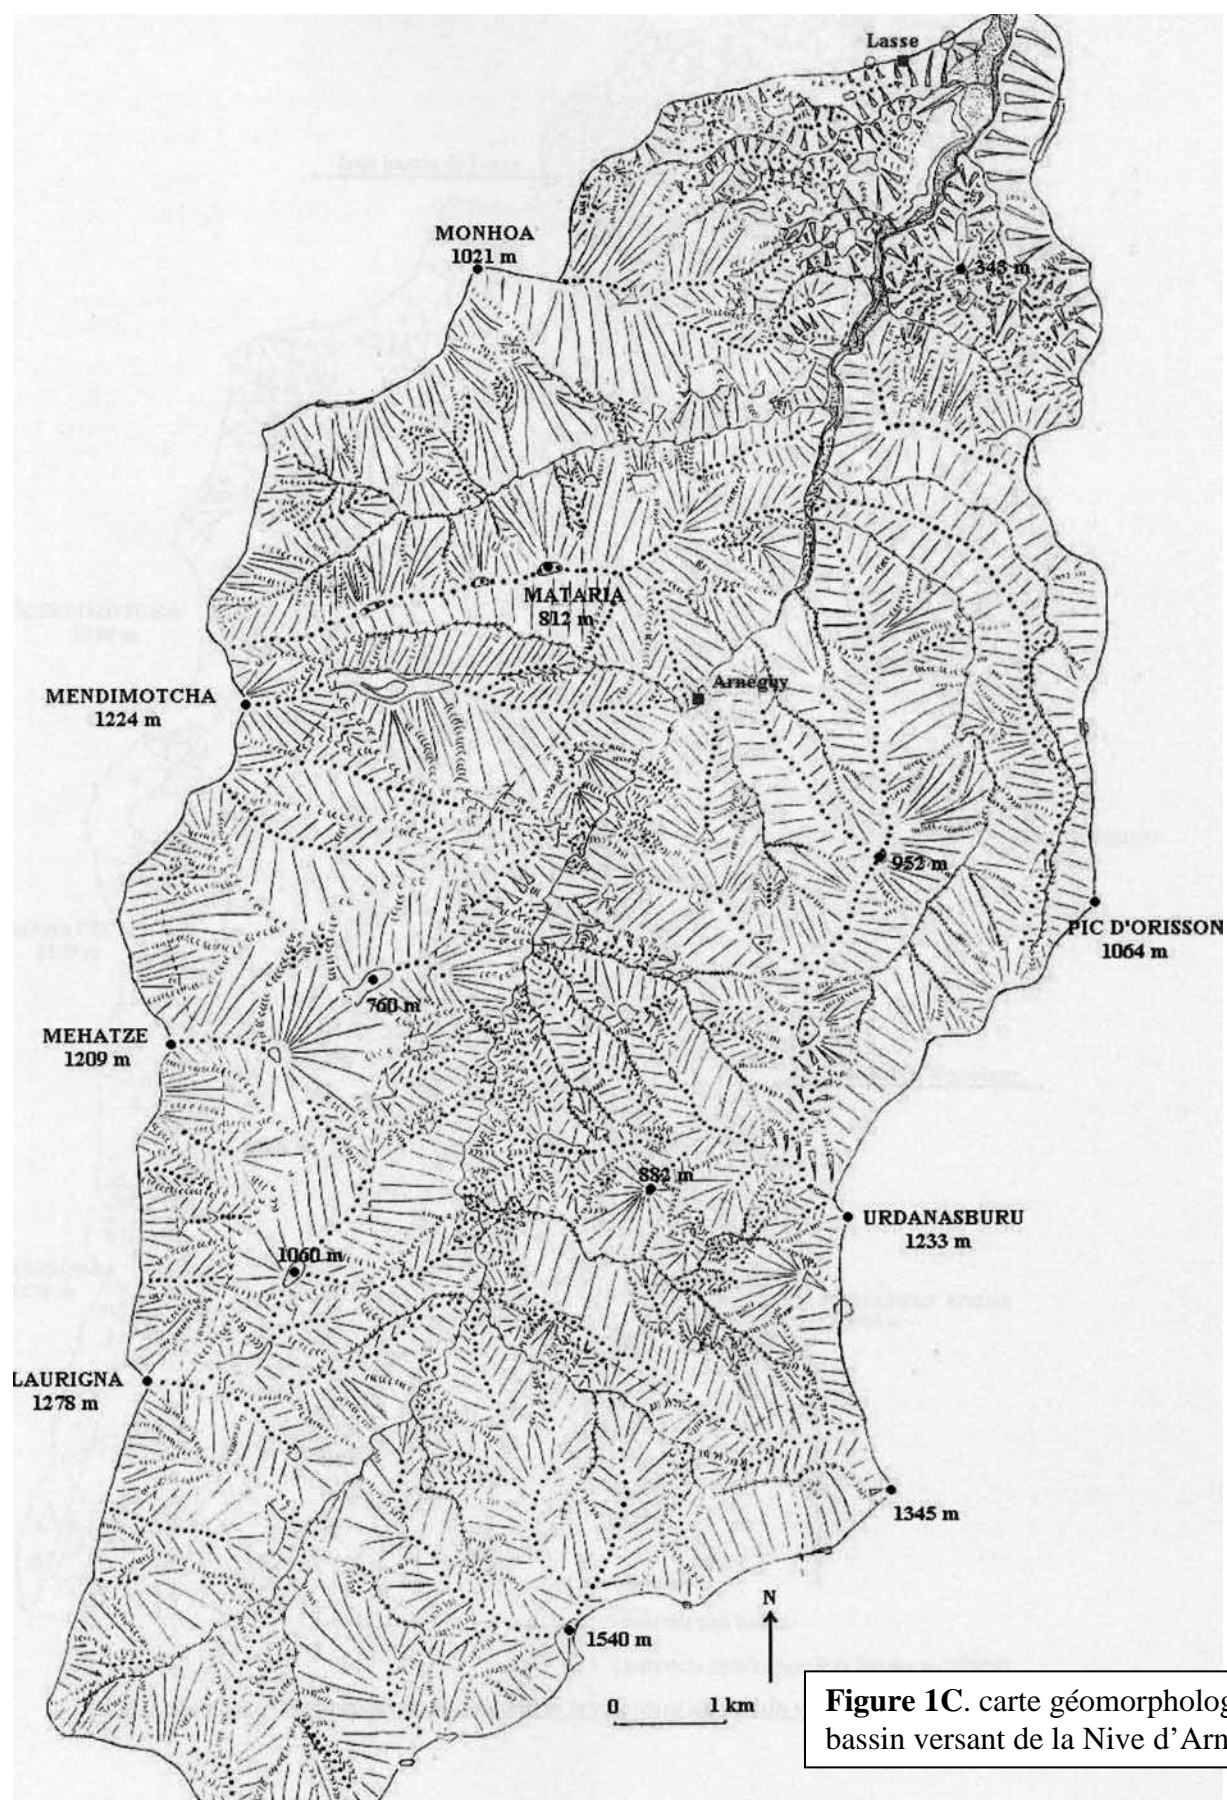 Lasse
MONHOA
1021 m
343 m
MATARIA
812 m
MENDIMOTCHA
1224 m
Arnéguy
952 m
PIC D'ORISSON
1064 m
760 m
MEHATZE
1209 m
882 m
URDANASBURU
1233 m
1060 m
LAURIGNA
1278 m
1345 m
N
1540 m
0 1 km
Figure 1C. carte géomorpholog
bassin versant de la Nive d’Arn